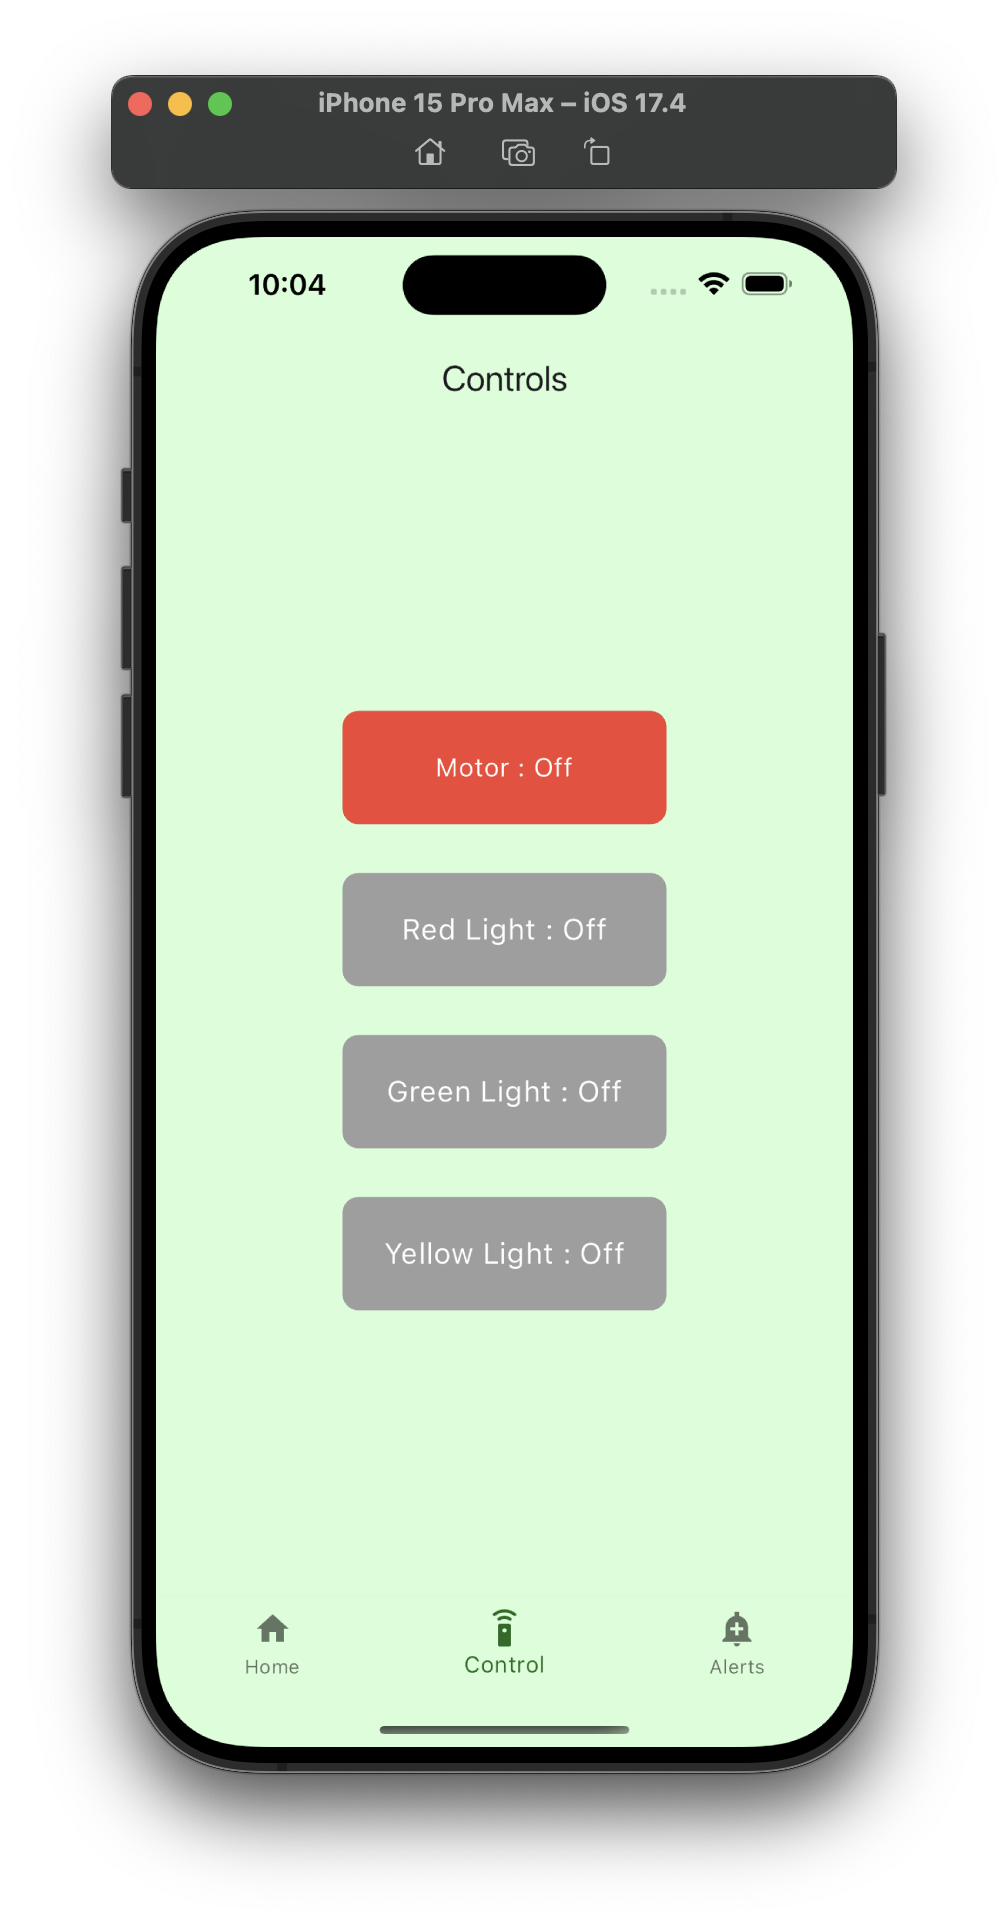 iPhone 15 Pro Max – iOS 17.4
10:04
Controls
Motor : Off
Red Light : Off
Green Light : Off
Yellow Light : Off
Home
Control
Alerts